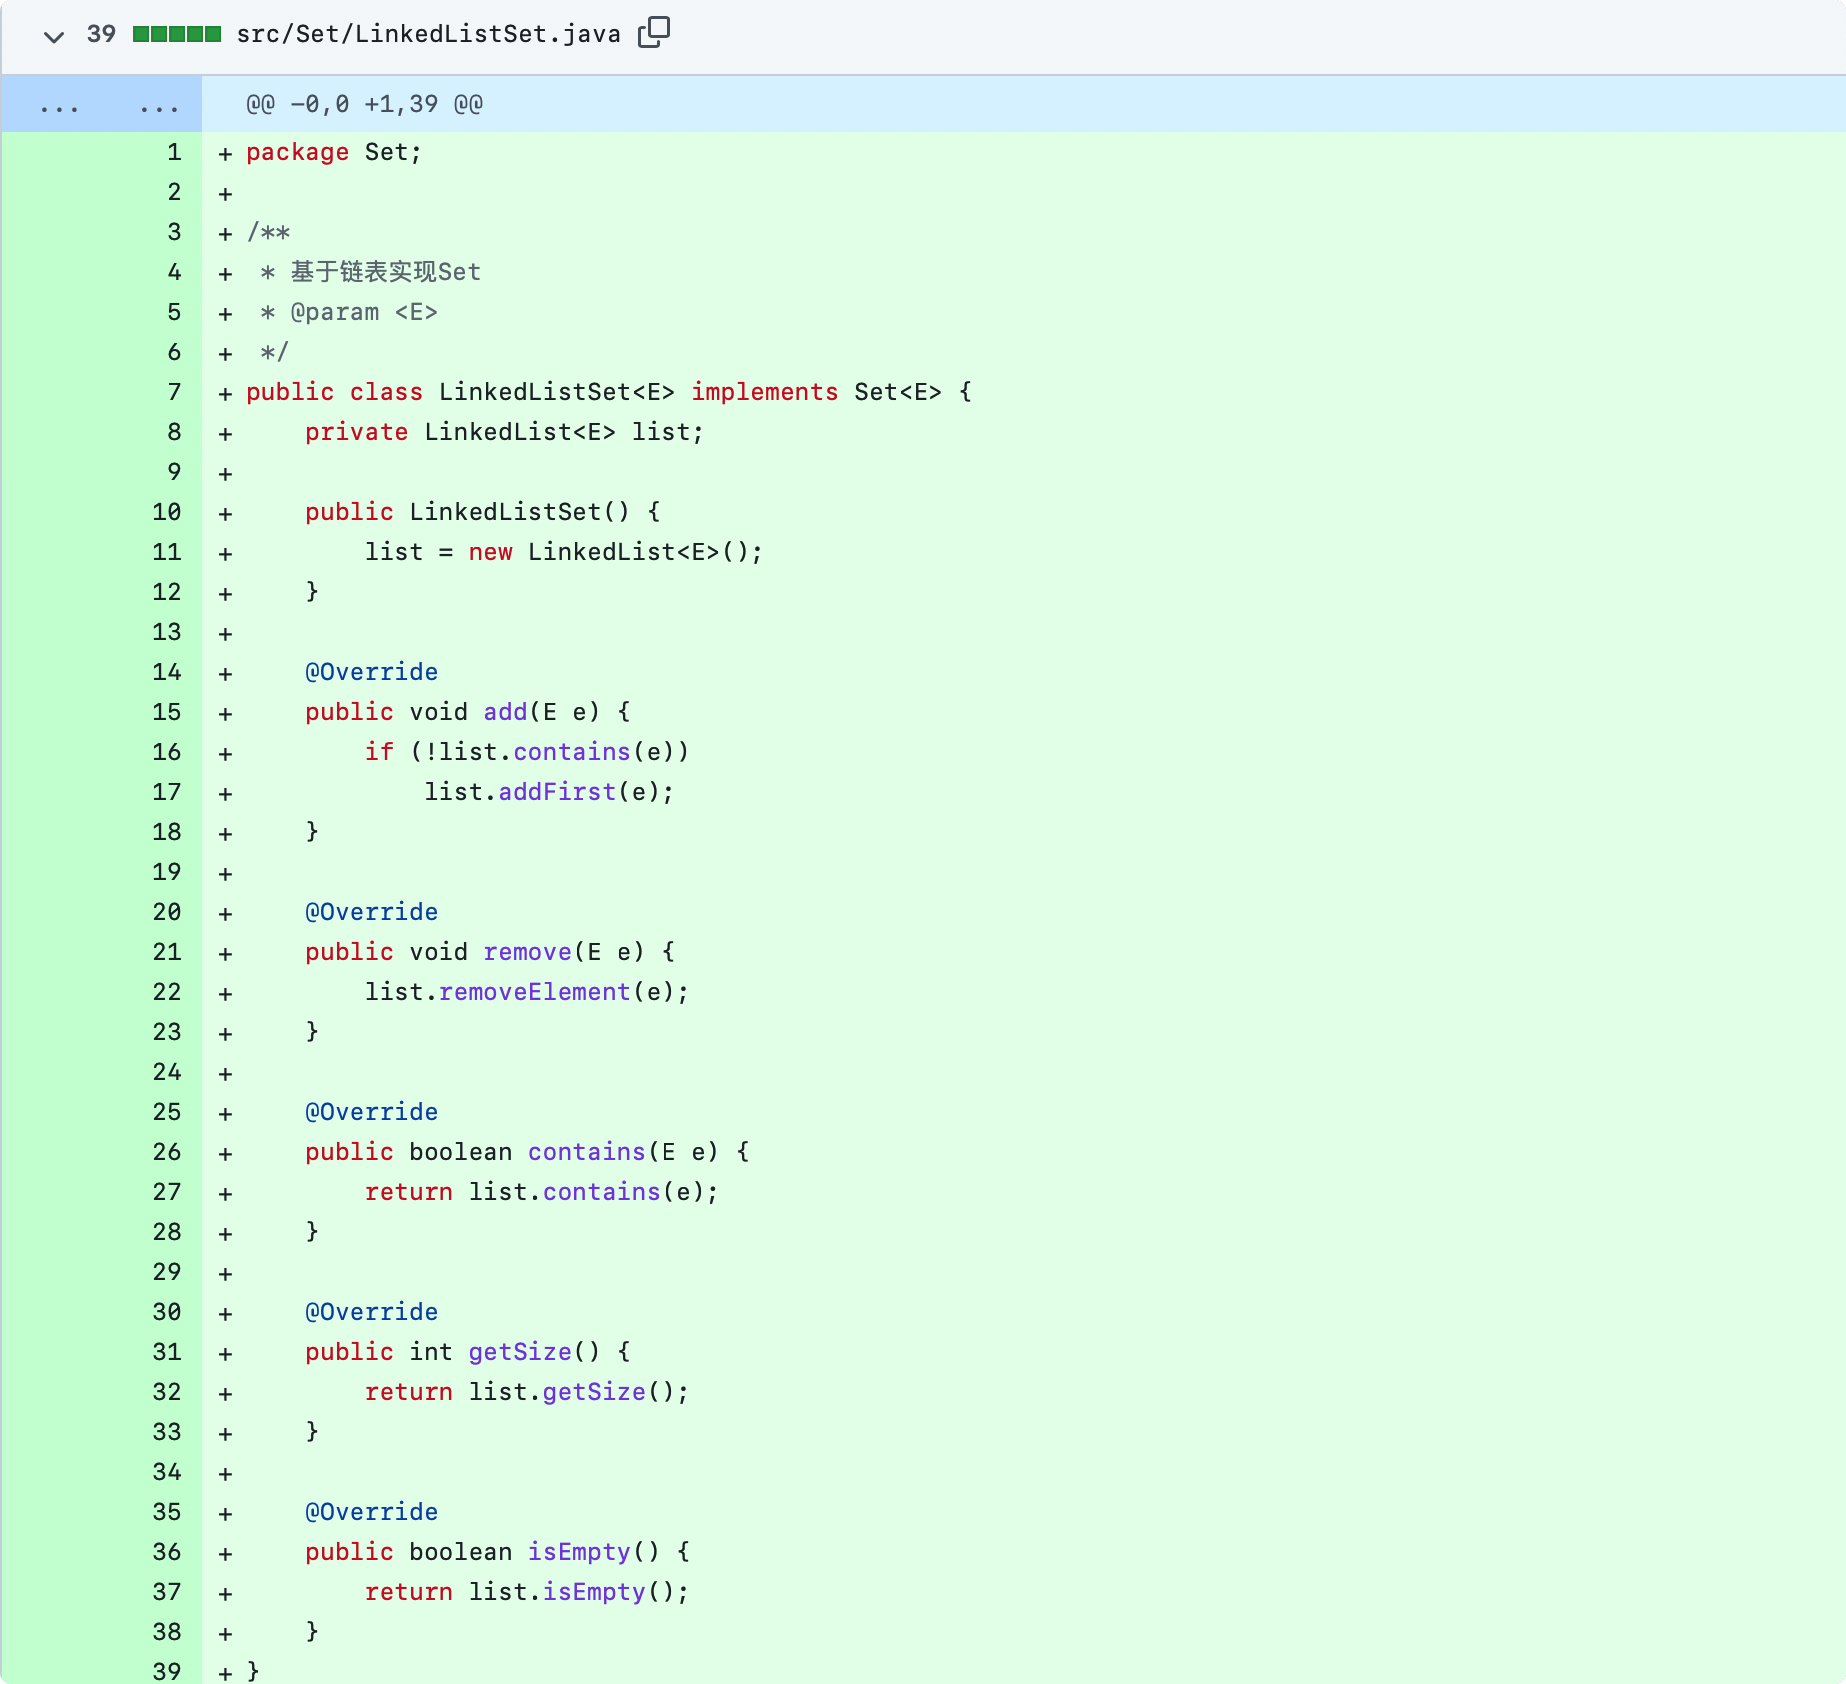 39 src/Set/LinkedListSet.java
... ... @@ -0,0 +1,39 @@
1 + package Set;
2 +
3 + /**
4 +  * 基于链表实现Set
5 +  * @param <E>
6 +  */
7 + public class LinkedListSet<E> implements Set<E> {
8 +     private LinkedList<E> list;
9 +
10 +     public LinkedListSet() {
11 +         list = new LinkedList<E>();
12 +     }
13 +
14 +     @Override
15 +     public void add(E e) {
16 +         if (!list.contains(e))
17 +             list.addFirst(e);
18 +     }
19 +
20 +     @Override
21 +     public void remove(E e) {
22 +         list.removeElement(e);
23 +     }
24 +
25 +     @Override
26 +     public boolean contains(E e) {
27 +         return list.contains(e);
28 +     }
29 +
30 +     @Override
31 +     public int getSize() {
32 +         return list.getSize();
33 +     }
34 +
35 +     @Override
36 +     public boolean isEmpty() {
37 +         return list.isEmpty();
38 +     }
39 + }